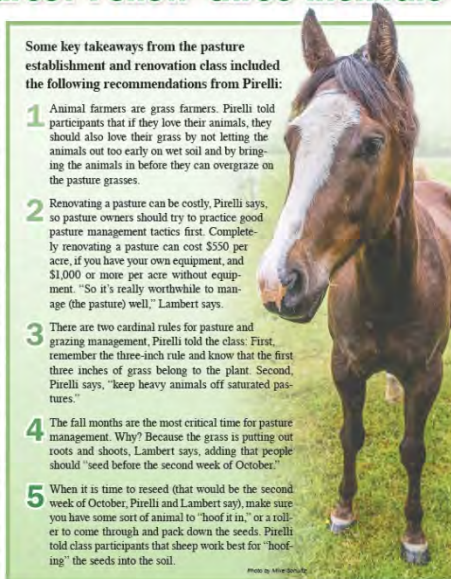 Some key takeaways from the pasture
establishment and renovation class included
the following recommendations from Pirelli:
1 Animal farmers are grass farmers. Pirelli told
participants that if they love their animals, they
should also love their grass by not letting the
animals out too early on wet soil and by bring-
ing the animals in before they can overgraze on
the pasture grasses.
2 Renovating a pasture can be costly, Pirelli says,
so pasture owners should try to practice good
pasture management tactics first. Complete-
ly renovating a pasture can cost $550 per
acre, if you have your own equipment, and
$1,000 or more per acre without equip-
ment. “So it’s really worthwhile to man-
age (the pasture) well,” Lambert says.
3 There are two cardinal rules for pasture and
grazing management, Pirelli told the class: First,
remember the three-inch rule and know that the first
three inches of grass belong to the plant. Second,
Pirelli says, “keep heavy animals off saturated pas-
tures.”
4 The fall months are the most critical time for pasture
management. Why? Because the grass is putting out
roots and shoots, Lambert says, adding that people
should “seed before the second week of October.”
5 When it is time to reseed (that would be the second
week of October, Pirelli and Lambert say), make sure
you have some sort of animal to “hoof it in,” or a roll-
er to come through and pack down the seeds. Pirelli
told class participants that sheep work best for “hoof-
ing” the seeds into the soil.
Photo by Mike